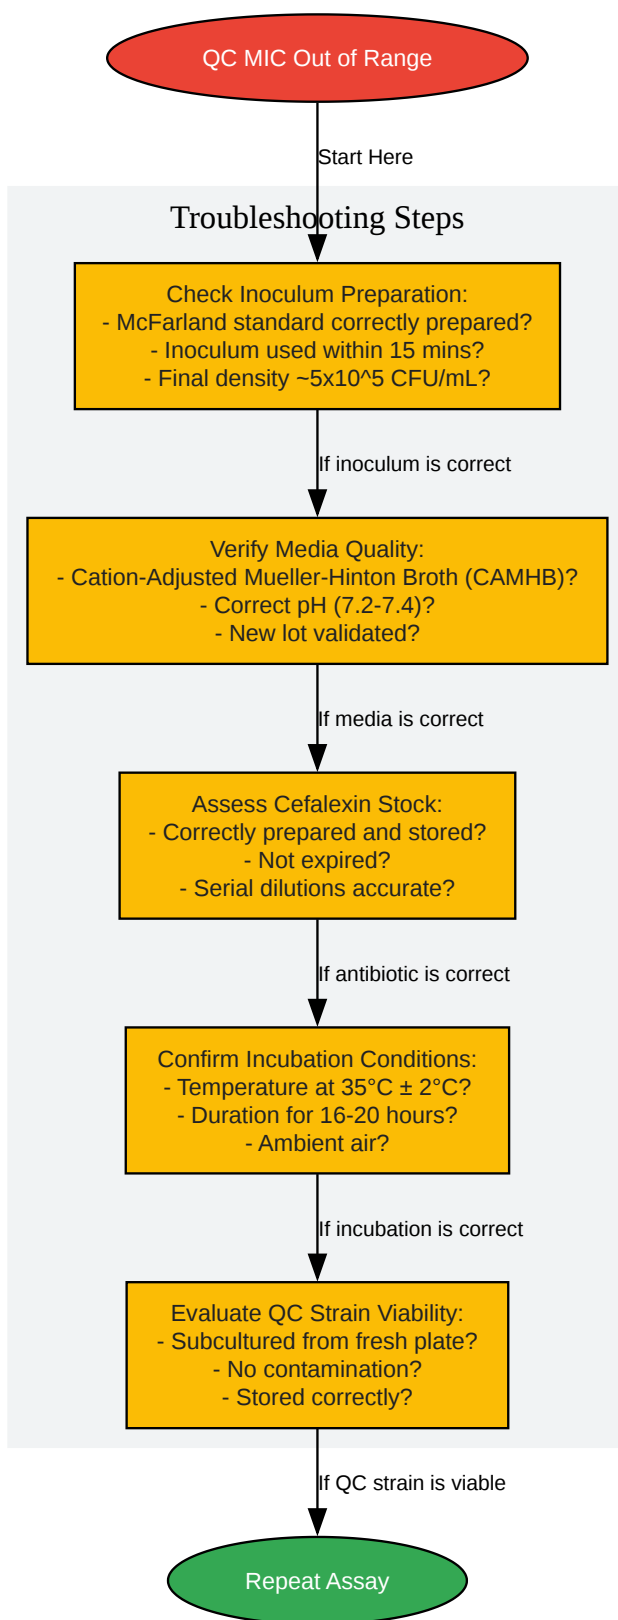 QC MIC Out of Range
Start Here
Troubleshooting Steps
Check Inoculum Preparation:
- McFarland standard correctly prepared?
- Inoculum used within 15 mins?
- Final density ~5x10^5 CFU/mL?
If inoculum is correct
Verify Media Quality:
- Cation-Adjusted Mueller-Hinton Broth (CAMHB)?
- Correct pH (7.2-7.4)?
- New lot validated?
If media is correct
Assess Cefalexin Stock:
- Correctly prepared and stored?
- Not expired?
- Serial dilutions accurate?
If antibiotic is correct
Confirm Incubation Conditions:
- Temperature at 35°C ± 2°C?
- Duration for 16-20 hours?
- Ambient air?
If incubation is correct
Evaluate QC Strain Viability:
- Subcultured from fresh plate?
- No contamination?
- Stored correctly?
If QC strain is viable
Repeat Assay